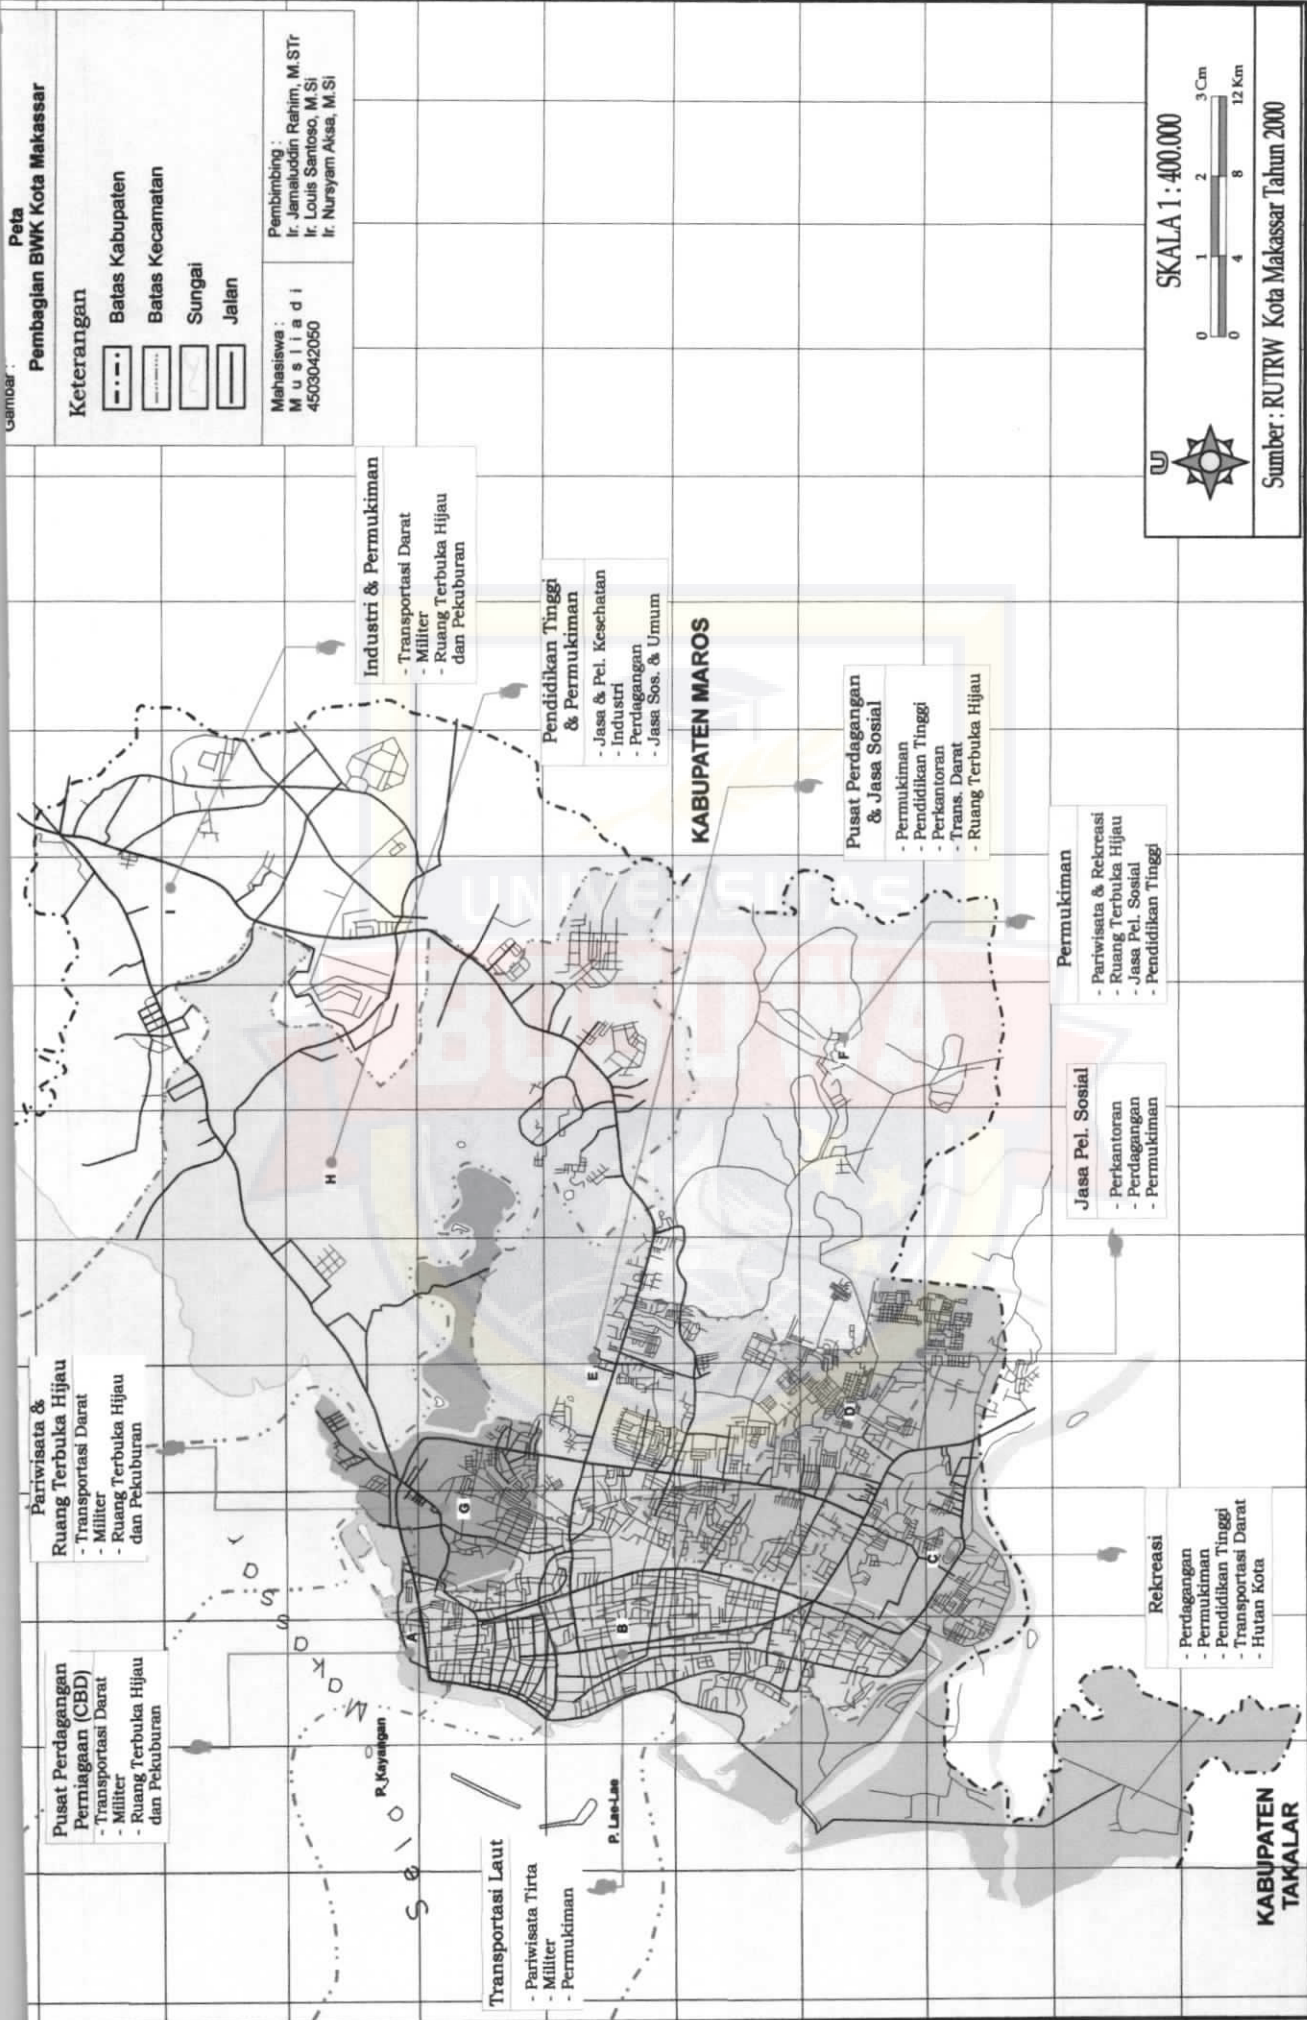 Gambar :
Peta
Pembagian BWK Kota Makassar
Keterangan
Batas Kabupaten
Batas Kecamatan
Sungai
Jalan
Mahasiswa :
M u s l i a d i
4503042050
Pembimbing :
Ir. Jamaluddin Rahim, M.STr
Ir. Louis Santoso, M.Si
Ir. Nursyam Aksa, M.Si
Industri & Permukiman
- Transportasi Darat
- Militer
- Ruang Terbuka Hijau
dan Pekuburan
Pendidikan Tinggi
& Permukiman
- Jasa & Pel. Kesehatan
- Industri
- Perdagangan
- Jasa Sos. & Umum
KABUPATEN MAROS
Pusat Perdagangan
& Jasa Sosial
- Permukiman
- Pendidikan Tinggi
- Perkantoran
- Trans. Darat
- Ruang Terbuka Hijau
Permukiman
- Pariwisata & Rekreasi
- Ruang Terbuka Hijau
- Jasa Pel. Sosial
- Pendidikan Tinggi
Jasa Pel. Sosial
- Perkantoran
- Perdagangan
- Permukiman
Rekreasi
- Perdagangan
- Permukiman
- Pendidikan Tinggi
- Transportasi Darat
- Hutan Kota
Pariwisata &
Ruang Terbuka Hijau
- Transportasi Darat
- Militer
- Ruang Terbuka Hijau
dan Pekuburan
Pusat Perdagangan
Perniagaan (CBD)
- Transportasi Darat
- Militer
- Ruang Terbuka Hijau
dan Pekuburan
Transportasi Laut
- Pariwisata Tirta
- Militer
- Permukiman
Selat Makassar
P. Kayangan
P. Lae-Lae
A
B
C
D
E
F
G
H
I
KABUPATEN
TAKALAR
UNIVERSITAS
BOSOWA
U
SKALA 1 : 400.000
0 1 2 3 Cm
0 4 8 12 Km
Sumber : RUTRW Kota Makassar Tahun 2000